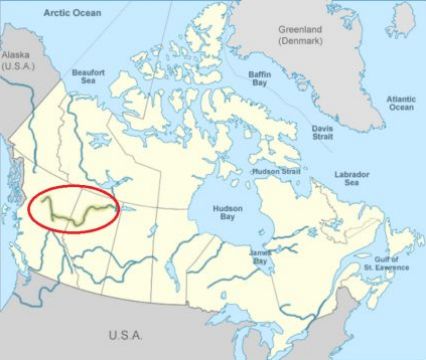 Arctic Ocean
Greenland
(Denmark)
Alaska
(U.S.A.)
Beaufort
Sea
Baffin
Bay
Atlantic
Ocean
Davis
Strait
Hudson Strait
Labrador
Sea
Hudson
Bay
James
Bay
Gulf of
St. Lawrence
U.S.A.